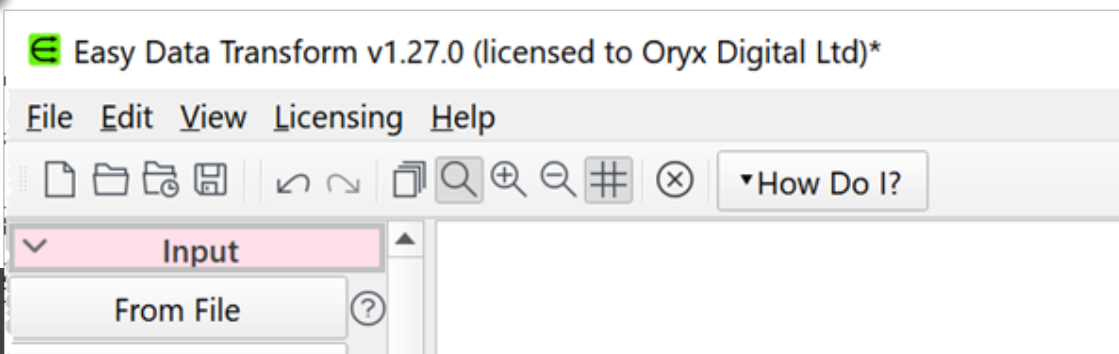 Easy Data Transform v1.27.0 (licensed to Oryx Digital Ltd)*
File Edit View Licensing Help
▾How Do I?
Input
From File